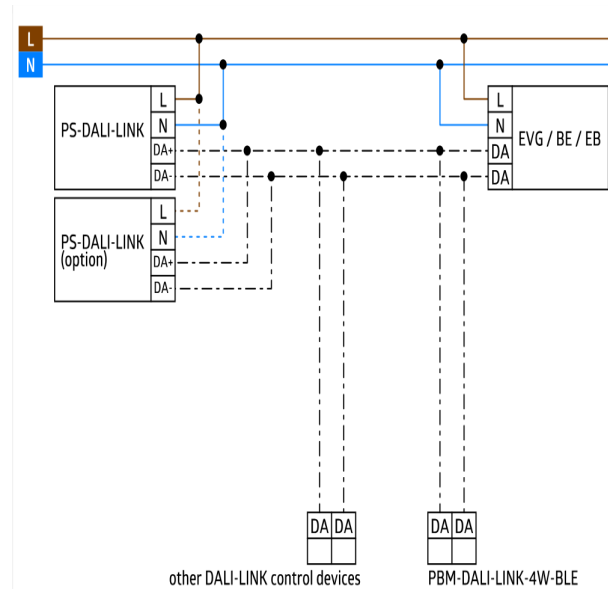 L
N
PS-DALI-LINK
L
N
DA+
DA-
L
N
DA
DA
EVG / BE / EB
PS-DALI-LINK
(option)
L
N
DA+
DA-
DA DA
DA DA
other DALI-LINK control devices
PBM-DALI-LINK-4W-BLE